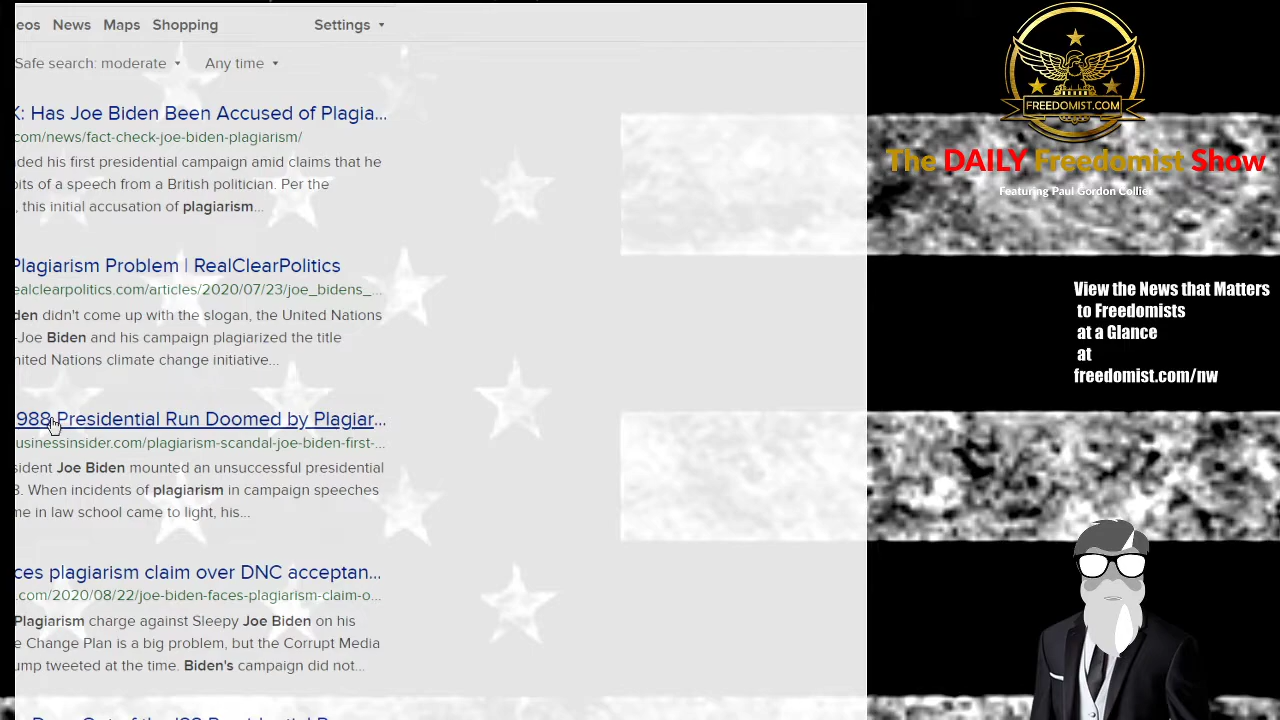 eos News Maps Shopping Settings
Safe search: moderate Any time
K: Has Joe Biden Been Accused of Plagia...
com/news/fact-check-joe-biden-plagiarism/
ded his first presidential campaign amid claims that he
bits of a speech from a British politician. Per the
, this initial accusation of plagiarism...
Plagiarism Problem | RealClearPolitics
ealclearpolitics.com/articles/2020/07/23/joe_bidens_...
den didn't come up with the slogan, the United Nations
-Joe Biden and his campaign plagiarized the title
nited Nations climate change initiative...
988 Presidential Run Doomed by Plagiar...
usinessinsider.com/plagiarism-scandal-joe-biden-first-...
sident Joe Biden mounted an unsuccessful presidential
8. When incidents of plagiarism in campaign speeches
me in law school came to light, his...
ces plagiarism claim over DNC acceptan...
.com/2020/08/22/joe-biden-faces-plagiarism-claim-o...
Plagiarism charge against Sleepy Joe Biden on his
e Change Plan is a big problem, but the Corrupt Media
ump tweeted at the time. Biden's campaign did not...
FREEDOMIST.COM
The DAILY Freedomist Show
Featuring Paul Gordon Collier
View the News that Matters
to Freedomists
at a Glance
at
freedomist.com/nw